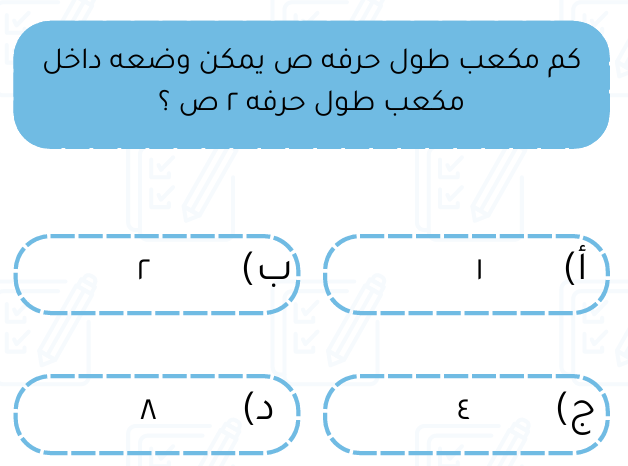 كم مكعب طول حرفه ص يمكن وضعه داخل
مكعب طول حرفه ٢ ص ؟
أ) ١
ب) ٢
ج) ٤
د) ٨